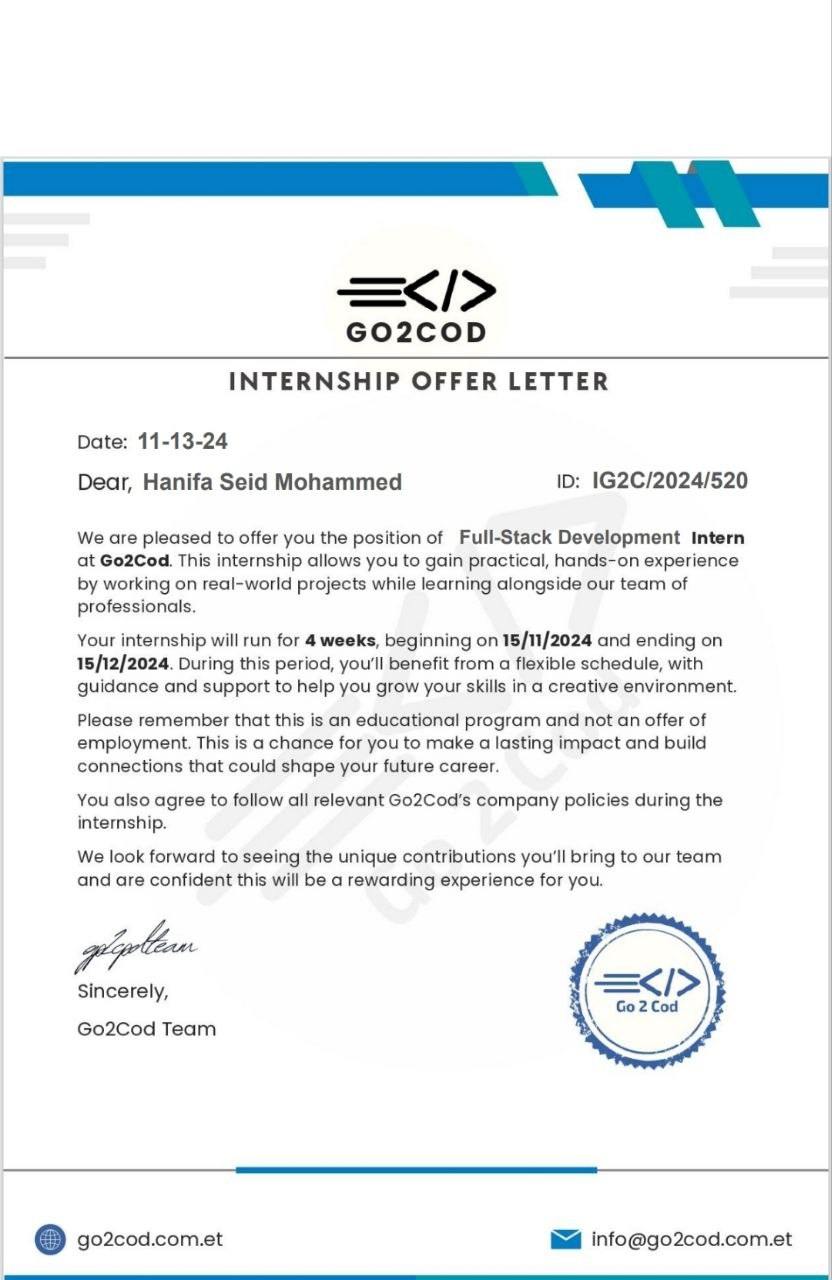 GO2COD
INTERNSHIP OFFER LETTER
Date: 11-13-24
Dear, Hanifa Seid Mohammed ID: IG2C/2024/520
We are pleased to offer you the position of Full-Stack Development Intern
at Go2Cod. This internship allows you to gain practical, hands-on experience
by working on real-world projects while learning alongside our team of
professionals.
Your internship will run for 4 weeks, beginning on 15/11/2024 and ending on
15/12/2024. During this period, you’ll benefit from a flexible schedule, with
guidance and support to help you grow your skills in a creative environment.
Please remember that this is an educational program and not an offer of
employment. This is a chance for you to make a lasting impact and build
connections that could shape your future career.
You also agree to follow all relevant Go2Cod’s company policies during the
internship.
We look forward to seeing the unique contributions you’ll bring to our team
and are confident this will be a rewarding experience for you.
go2codteam
Sincerely,
Go2Cod Team
Go 2 Cod
Go 2 Cod
go2cod.com.et info@go2cod.com.et